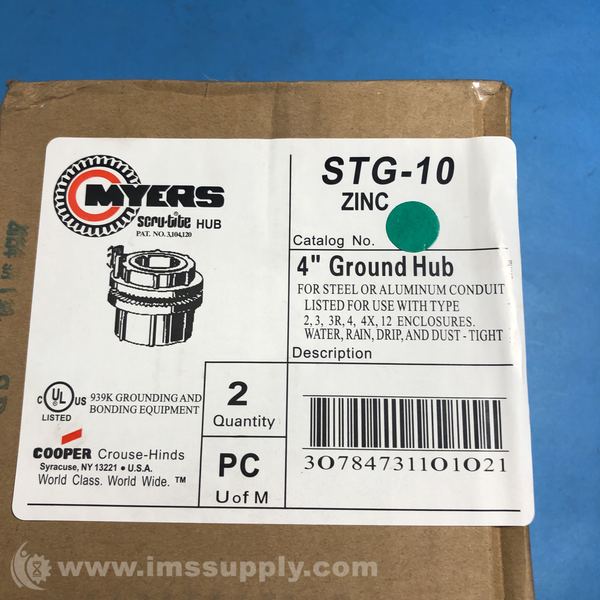 MYERS
scru-tite HUB
PAT. NO. 3,104,120
STG-10
ZINC
Catalog No.
4" Ground Hub
FOR STEEL OR ALUMINUM CONDUIT
LISTED FOR USE WITH TYPE
2, 3, 3R, 4, 4X, 12 ENCLOSURES.
WATER, RAIN, DRIP, AND DUST - TIGHT
Description
C UL US
LISTED
939K GROUNDING AND
BONDING EQUIPMENT
COOPER Crouse-Hinds
Syracuse, NY 13221 • U.S.A.
World Class. World Wide. ™
2
Quantity
PC
U of M
30784731101021
www.imssupply.com